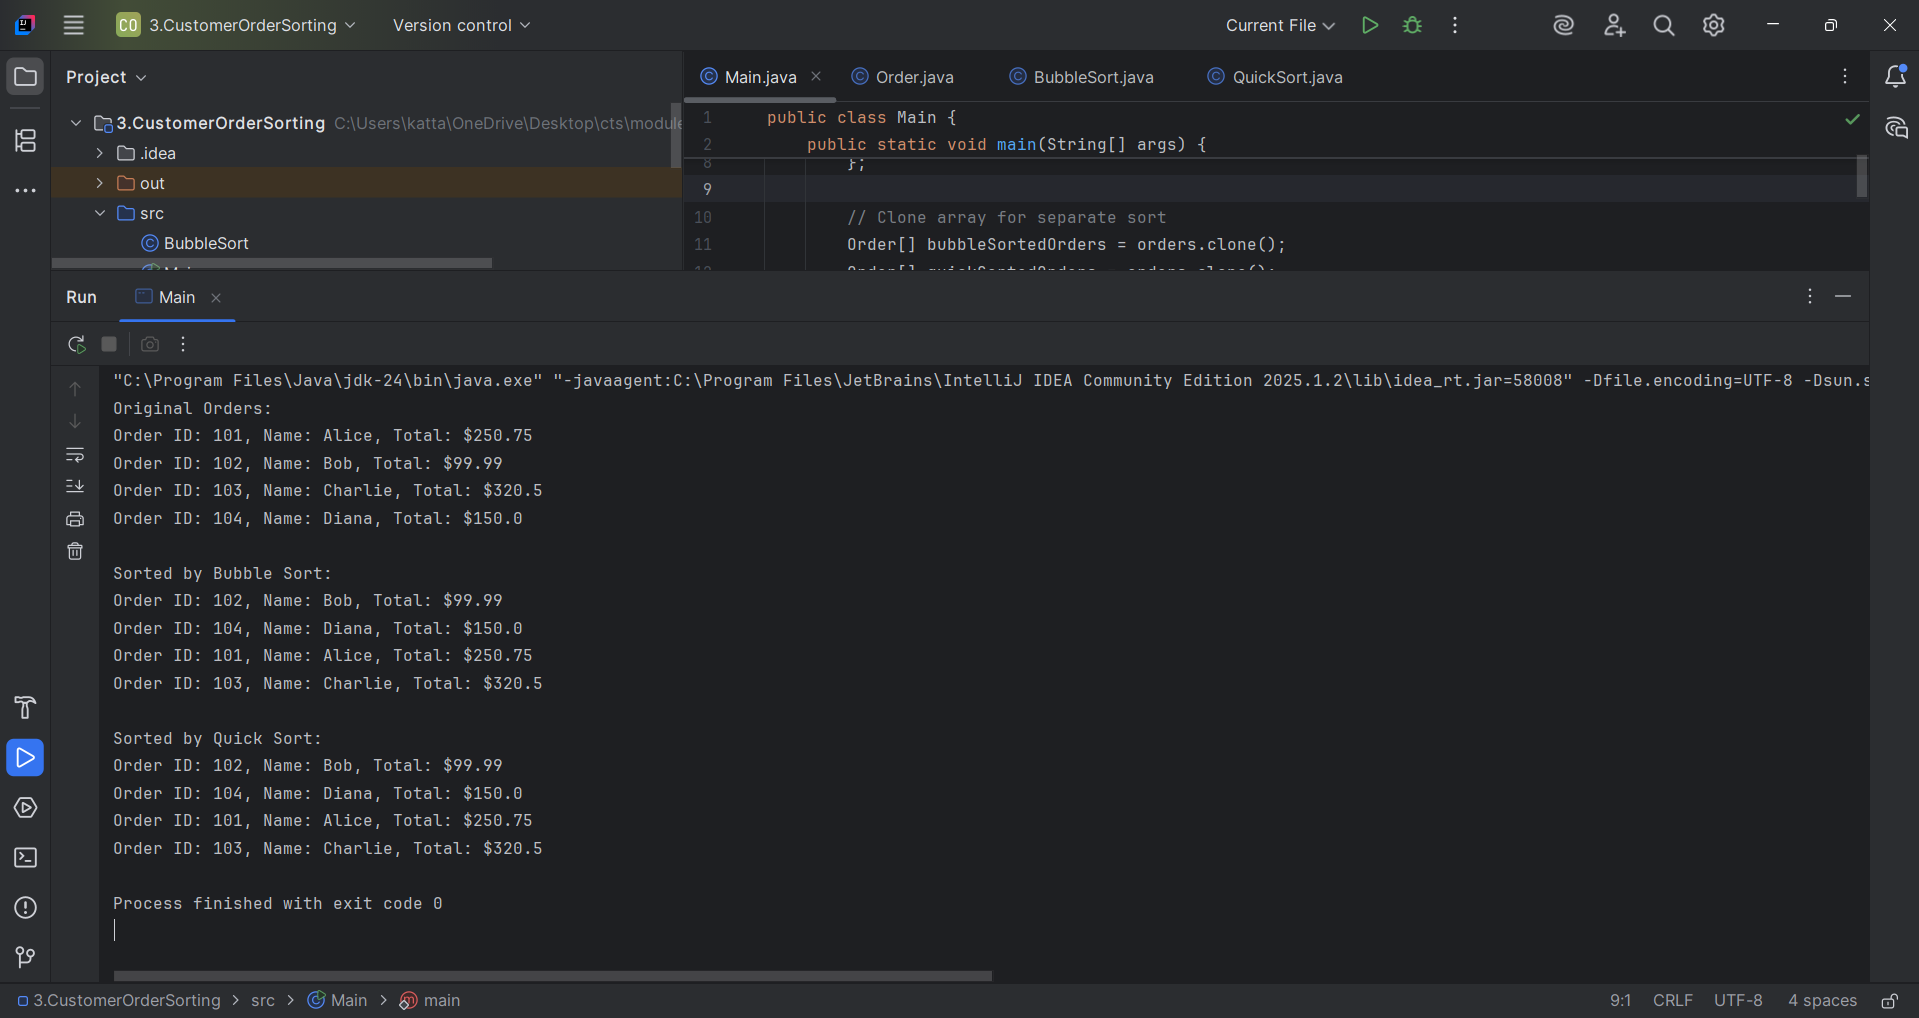 CO 3.CustomerOrderSorting Version control Current File
Project
Main.java Order.java BubbleSort.java QuickSort.java
3.CustomerOrderSorting C:\Users\katta\OneDrive\Desktop\cts\module
.idea
out
src
BubbleSort
1 public class Main {
2 public static void main(String[] args) {
8 };
9
10 // Clone array for separate sort
11 Order[] bubbleSortedOrders = orders.clone();
Run Main
"C:\Program Files\Java\jdk-24\bin\java.exe" "-javaagent:C:\Program Files\JetBrains\IntelliJ IDEA Community Edition 2025.1.2\lib\idea_rt.jar=58008" -Dfile.encoding=UTF-8 -Dsun.s
Original Orders:
Order ID: 101, Name: Alice, Total: $250.75
Order ID: 102, Name: Bob, Total: $99.99
Order ID: 103, Name: Charlie, Total: $320.5
Order ID: 104, Name: Diana, Total: $150.0
Sorted by Bubble Sort:
Order ID: 102, Name: Bob, Total: $99.99
Order ID: 104, Name: Diana, Total: $150.0
Order ID: 101, Name: Alice, Total: $250.75
Order ID: 103, Name: Charlie, Total: $320.5
Sorted by Quick Sort:
Order ID: 102, Name: Bob, Total: $99.99
Order ID: 104, Name: Diana, Total: $150.0
Order ID: 101, Name: Alice, Total: $250.75
Order ID: 103, Name: Charlie, Total: $320.5
Process finished with exit code 0
3.CustomerOrderSorting > src > Main > main 9:1 CRLF UTF-8 4 spaces